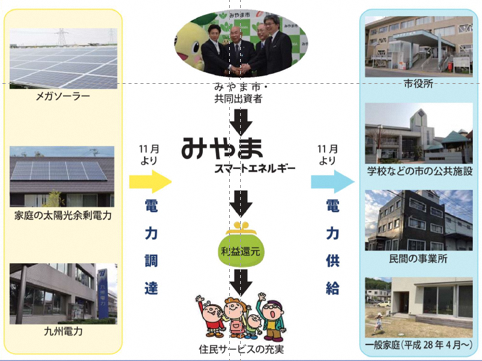 メガソーラー
家庭の太陽光余剰電力
九州電力
11月
より
電力調達
みやま市・
共同出資者
みやま
スマートエネルギー
利益還元
住民サービスの充実
11月
より
電力供給
市役所
学校などの市の公共施設
民間の事業所
一般家庭(平成28年4月～)